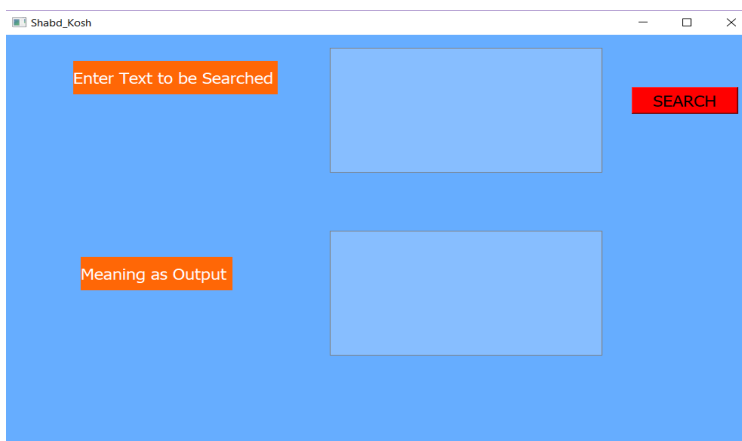 Shabd_Kosh
Enter Text to be Searched
SEARCH
Meaning as Output